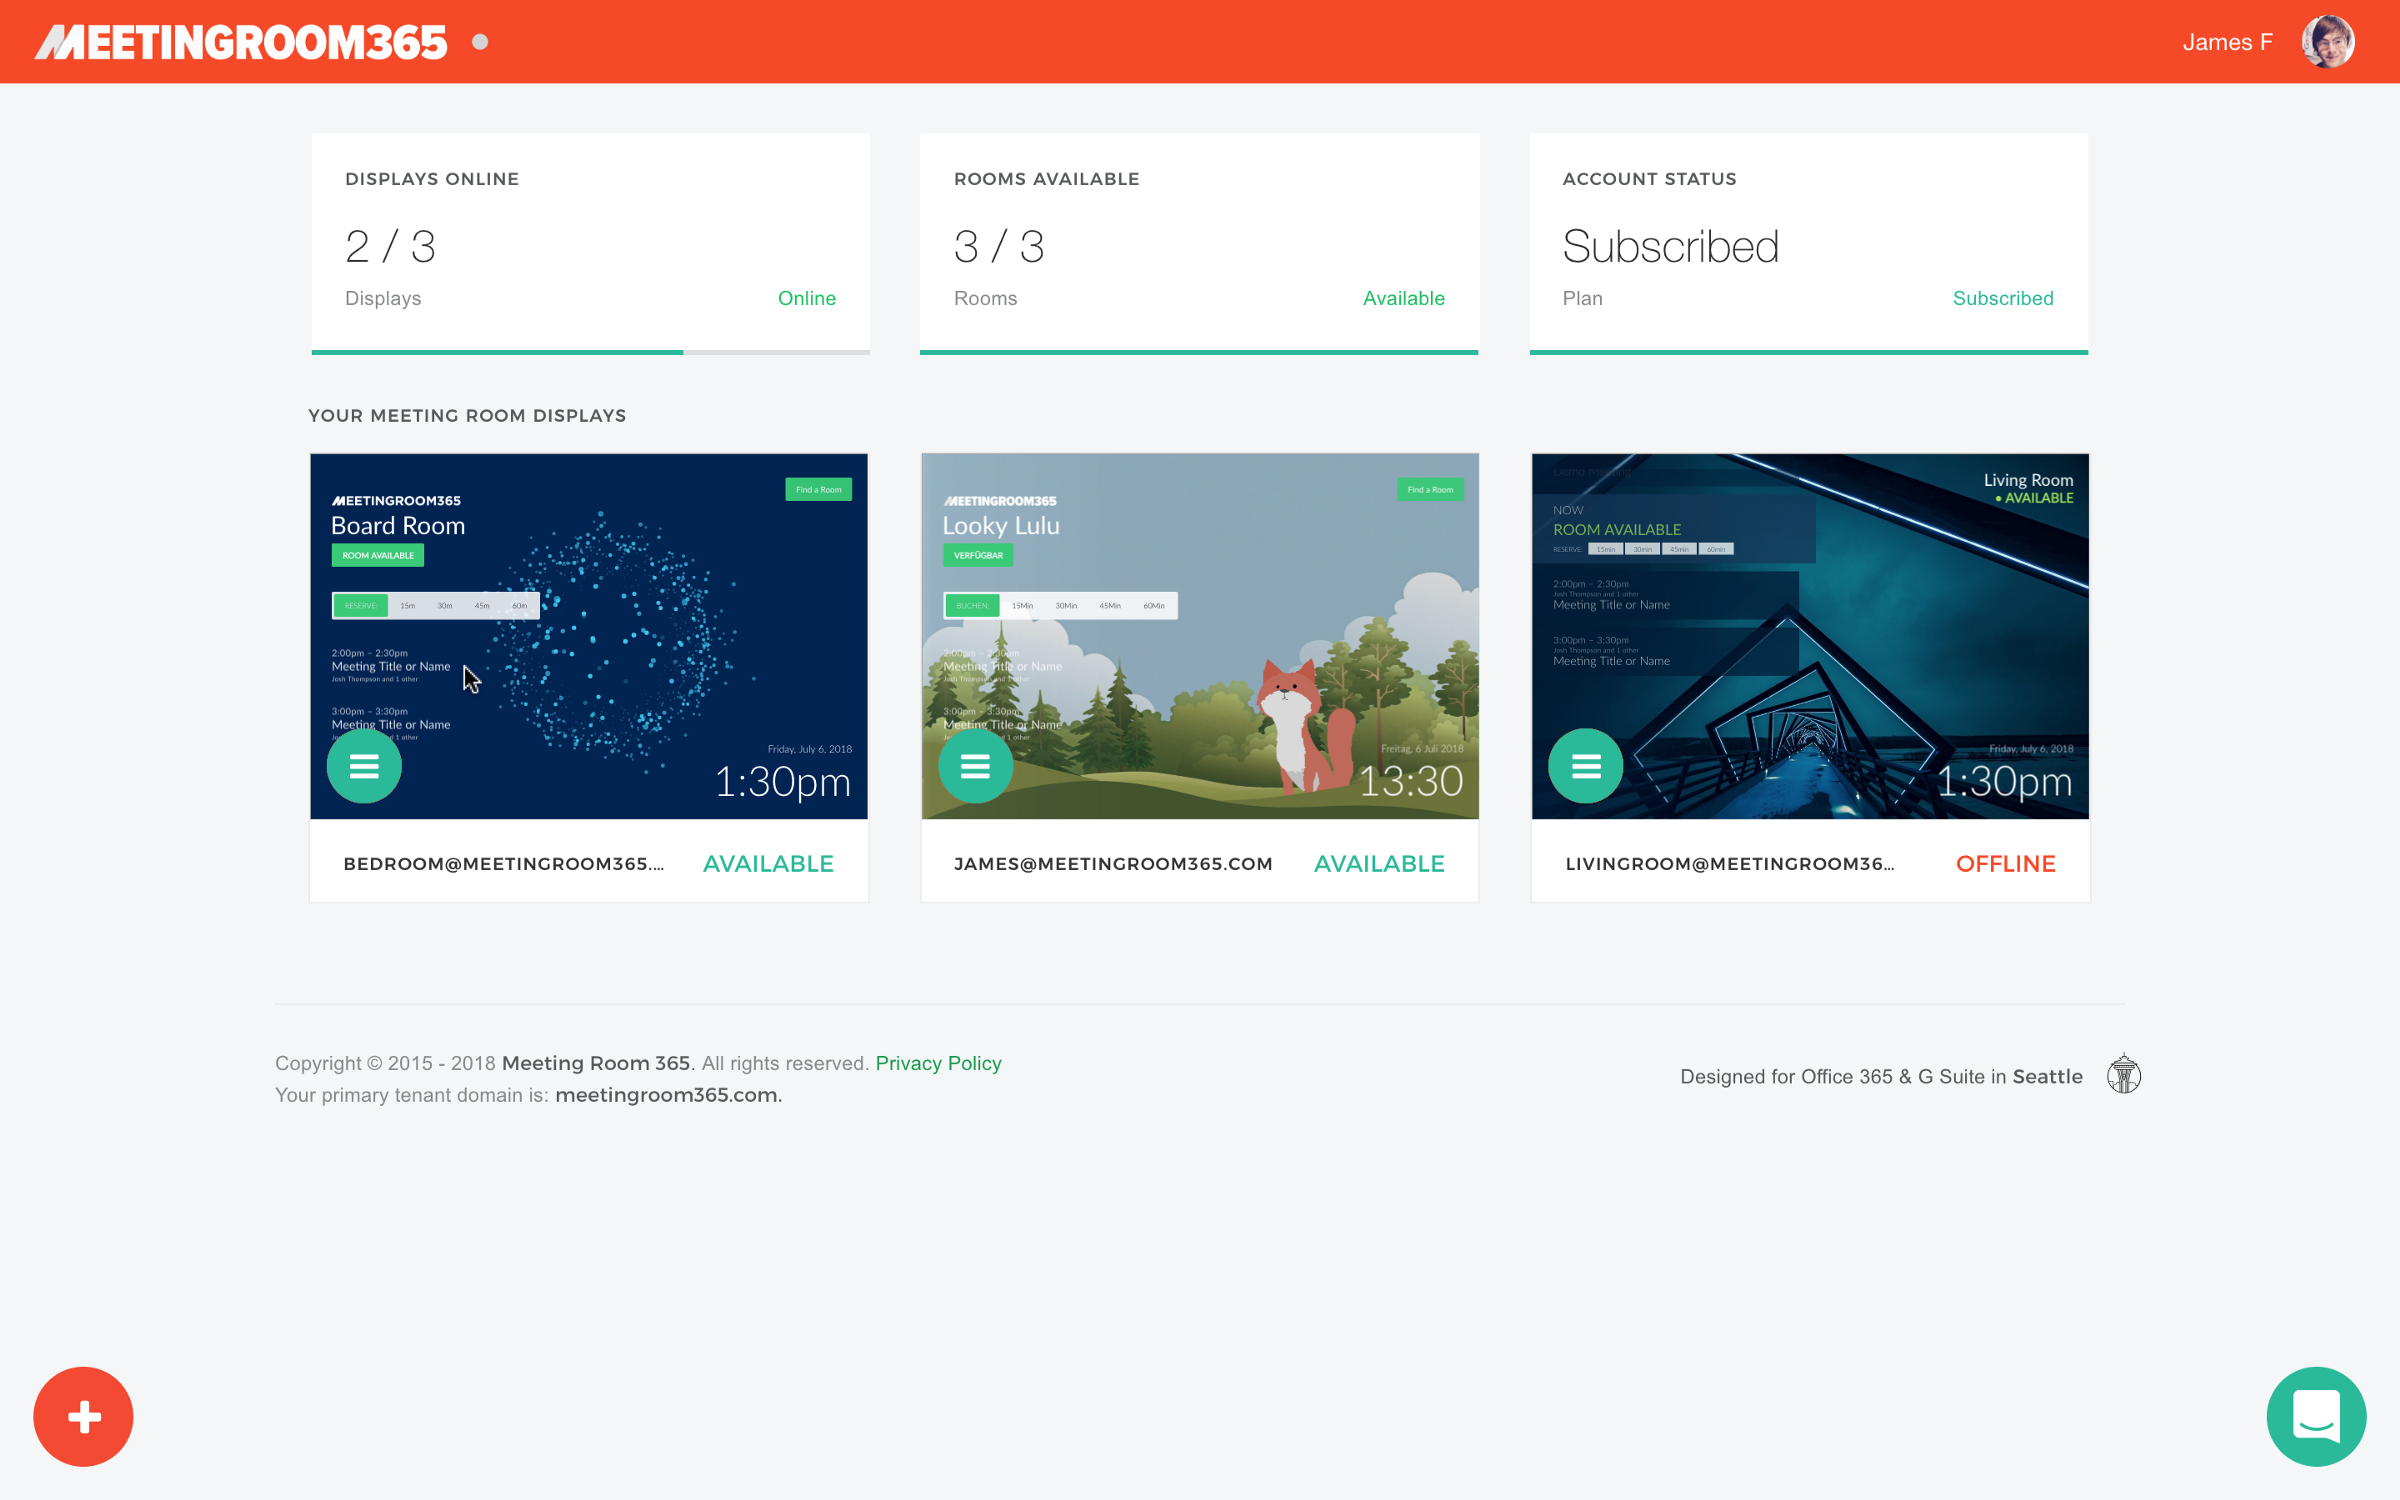 MEETINGROOM365
James F
DISPLAYS ONLINE
2 / 3
Displays Online
ROOMS AVAILABLE
3 / 3
Rooms Available
ACCOUNT STATUS
Subscribed
Plan Subscribed
YOUR MEETING ROOM DISPLAYS
MEETINGROOM365
Find a Room
Board Room
ROOM AVAILABLE
RESERVE: 15m 30m 45m 60m
2:00pm – 2:30pm
Meeting Title or Name
Josh Thompson and 1 other
3:00pm – 3:30pm
Meeting Title or Name
d 1 other
Friday, July 6, 2018
1:30pm
BEDROOM@MEETINGROOM365.... AVAILABLE
MEETINGROOM365
Find a Room
Looky Lulu
VERFÜGBAR
BUCHEN: 15Min 30Min 45Min 60Min
2:00pm – 2:30pm
Meeting Title or Name
Josh Thompson and 1 other
3:00pm – 3:30pm
Meeting Title or Name
d 1 other
Freitag, 6 Juli 2018
13:30
JAMES@MEETINGROOM365.COM AVAILABLE
Demo Meeting
Living Room
• AVAILABLE
NOW
ROOM AVAILABLE
RESERVE: 15min 30min 45min 60min
2:00pm – 2:30pm
Josh Thompson and 1 other
Meeting Title or Name
3:00pm – 3:30pm
Josh Thompson and 1 other
Meeting Title or Name
Friday, July 6, 2018
1:30pm
LIVINGROOM@MEETINGROOM36... OFFLINE
Copyright © 2015 - 2018 Meeting Room 365. All rights reserved. Privacy Policy
Your primary tenant domain is: meetingroom365.com.
Designed for Office 365 & G Suite in Seattle